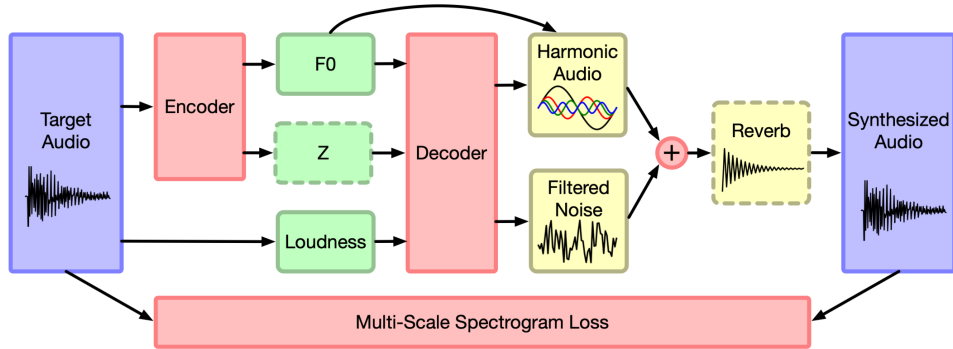 Target
Audio
Encoder
F0
Z
Loudness
Decoder
Harmonic
Audio
Filtered
Noise
+
Reverb
Synthesized
Audio
Multi-Scale Spectrogram Loss